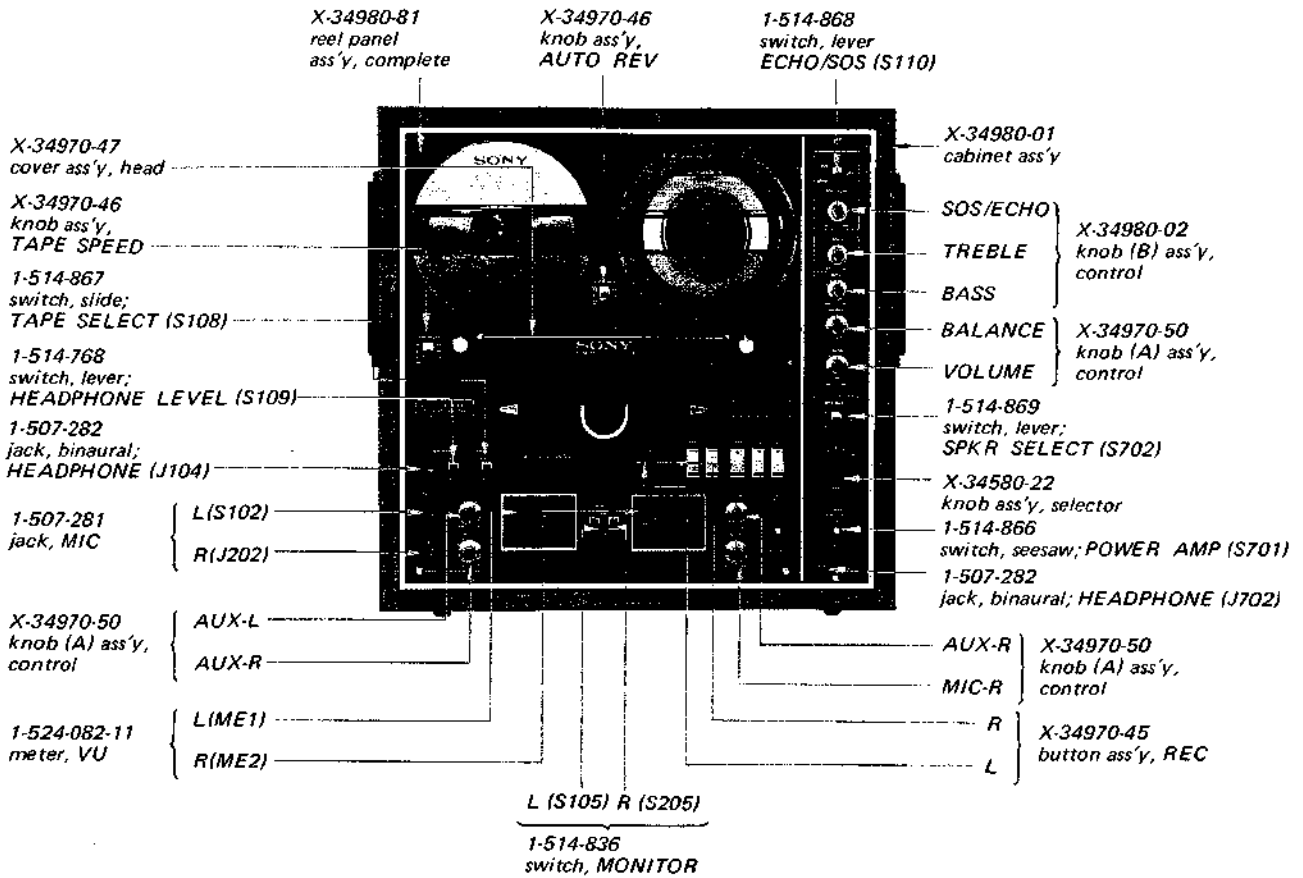 X-34980-81
reel panel
ass'y, complete
X-34970-46
knob ass'y,
AUTO REV
1-514-868
switch, lever
ECHO/SOS (S110)
X-34970-47
cover ass'y, head
X-34970-46
knob ass'y,
TAPE SPEED
1-514-867
switch, slide;
TAPE SELECT (S108)
1-514-768
switch, lever;
HEADPHONE LEVEL (S109)
1-507-282
jack, binaural;
HEADPHONE (J104)
1-507-281
jack, MIC
L(S102)
R(J202)
X-34970-50
knob (A) ass'y,
control
AUX-L
AUX-R
1-524-082-11
meter, VU
L(ME1)
R(ME2)
SONY
SONY
X-34980-01
cabinet ass'y
SOS/ECHO
TREBLE
BASS
X-34980-02
knob (B) ass'y,
control
BALANCE
VOLUME
X-34970-50
knob (A) ass'y,
control
1-514-869
switch, lever;
SPKR SELECT (S702)
X-34580-22
knob ass'y, selector
1-514-866
switch, seesaw; POWER AMP (S701)
1-507-282
jack, binaural; HEADPHONE (J702)
AUX-R
MIC-R
X-34970-50
knob (A) ass'y,
control
R
L
X-34970-45
button ass'y, REC
L (S105) R (S205)
1-514-836
switch, MONITOR